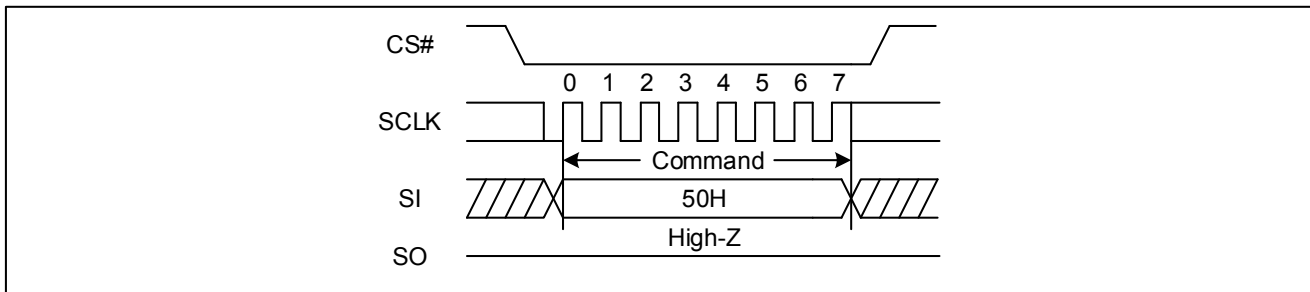 CS#
0 1 2 3 4 5 6 7
SCLK
Command
SI
50H
High-Z
SO